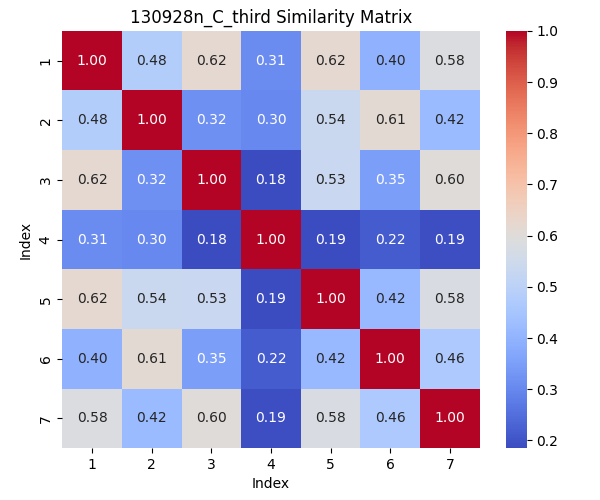 130928n_C_third Similarity Matrix
1 1.00 0.48 0.62 0.31 0.62 0.40 0.58
2 0.48 1.00 0.32 0.30 0.54 0.61 0.42
3 0.62 0.32 1.00 0.18 0.53 0.35 0.60
4 0.31 0.30 0.18 1.00 0.19 0.22 0.19
5 0.62 0.54 0.53 0.19 1.00 0.42 0.58
6 0.40 0.61 0.35 0.22 0.42 1.00 0.46
7 0.58 0.42 0.60 0.19 0.58 0.46 1.00
1 2 3 4 5 6 7
Index
Index
1.0
0.9
0.8
0.7
0.6
0.5
0.4
0.3
0.2